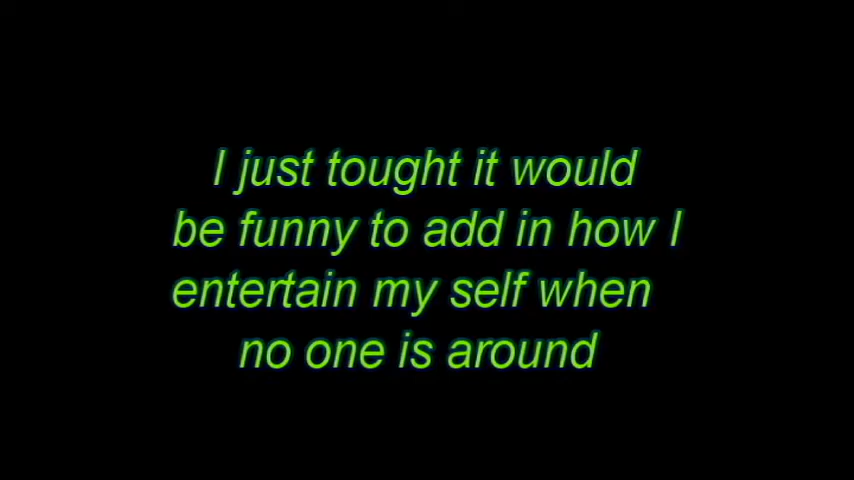 I just tought it would
be funny to add in how I
entertain my self when
no one is around